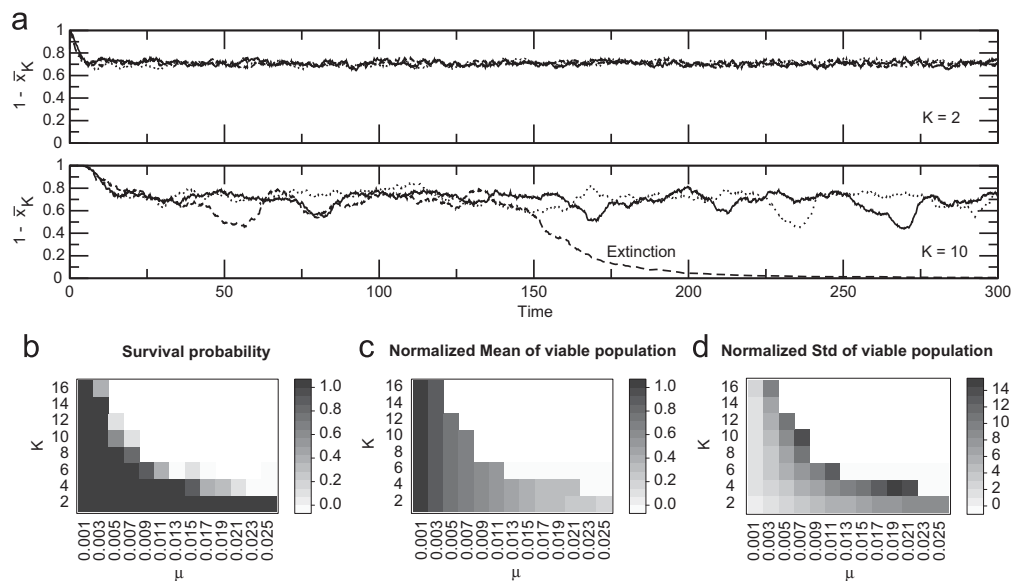 a
1
0.8
0.6
0.4
0.2
0
1 - x̄K
K = 2
1
0.8
0.6
0.4
0.2
0
1 - x̄K
Extinction
K = 10
0 50 100 150 200 250 300
Time
b Survival probability
16
14
12
10
8
6
4
2
K
1.0
0.8
0.6
0.4
0.2
0.0
0.001 0.003 0.005 0.007 0.009 0.011 0.013 0.015 0.017 0.019 0.021 0.023 0.025
μ
c Normalized Mean of viable population
16
14
12
10
8
6
4
2
K
1.0
0.8
0.6
0.4
0.2
0.0
0.001 0.003 0.005 0.007 0.009 0.011 0.013 0.015 0.017 0.019 0.021 0.023 0.025
μ
d Normalized Std of viable population
16
14
12
10
8
6
4
2
K
14
12
10
8
6
4
2
0
0.001 0.003 0.005 0.007 0.009 0.011 0.013 0.015 0.017 0.019 0.021 0.023 0.025
μ